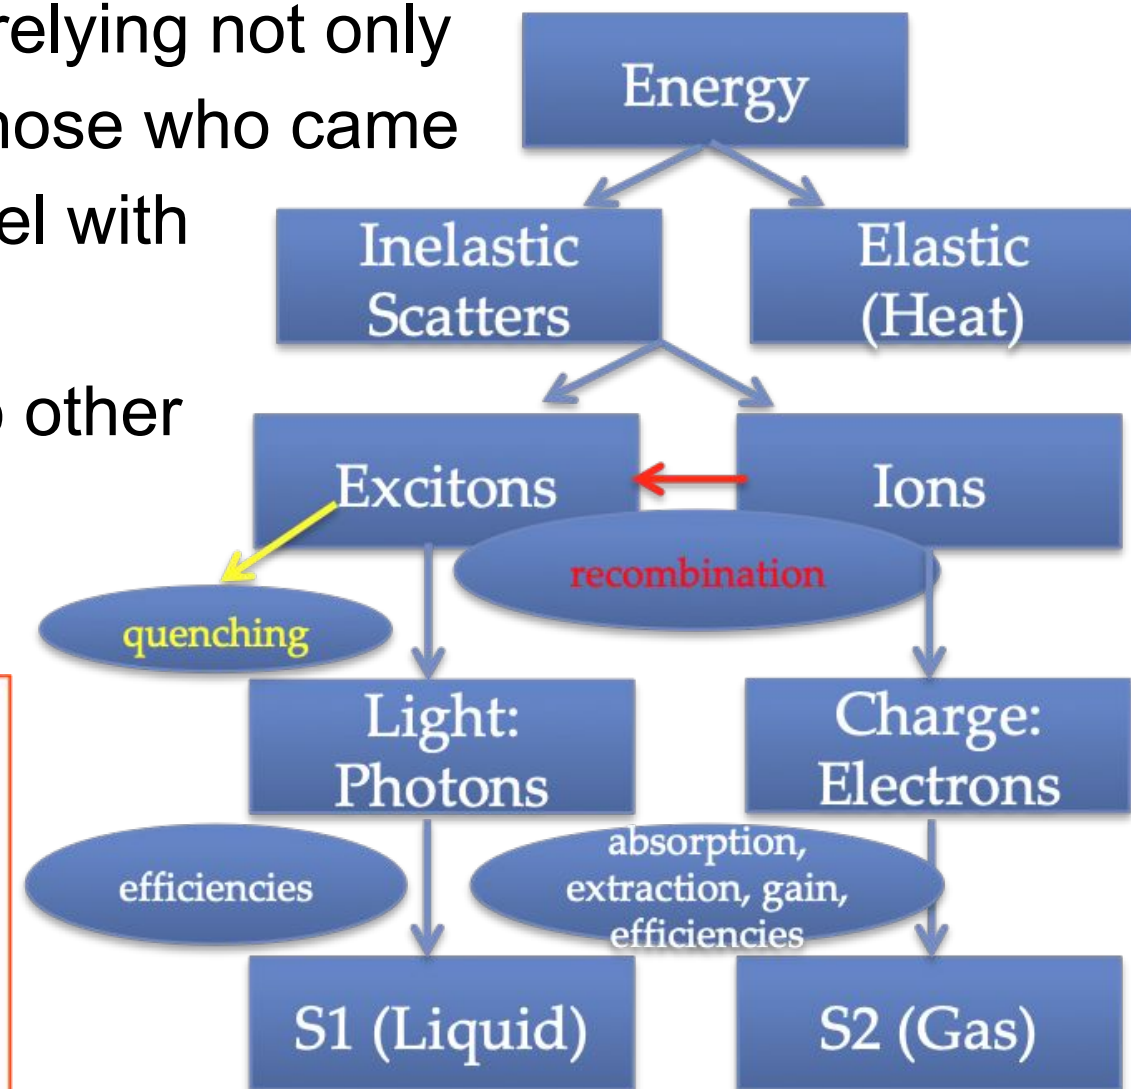 relying not only
hose who came
el with
o other
Energy
Inelastic
Scatters
Elastic
(Heat)
Excitons
Ions
recombination
quenching
Light:
Photons
Charge:
Electrons
efficiencies
absorption,
extraction, gain,
efficiencies
S1 (Liquid)
S2 (Gas)